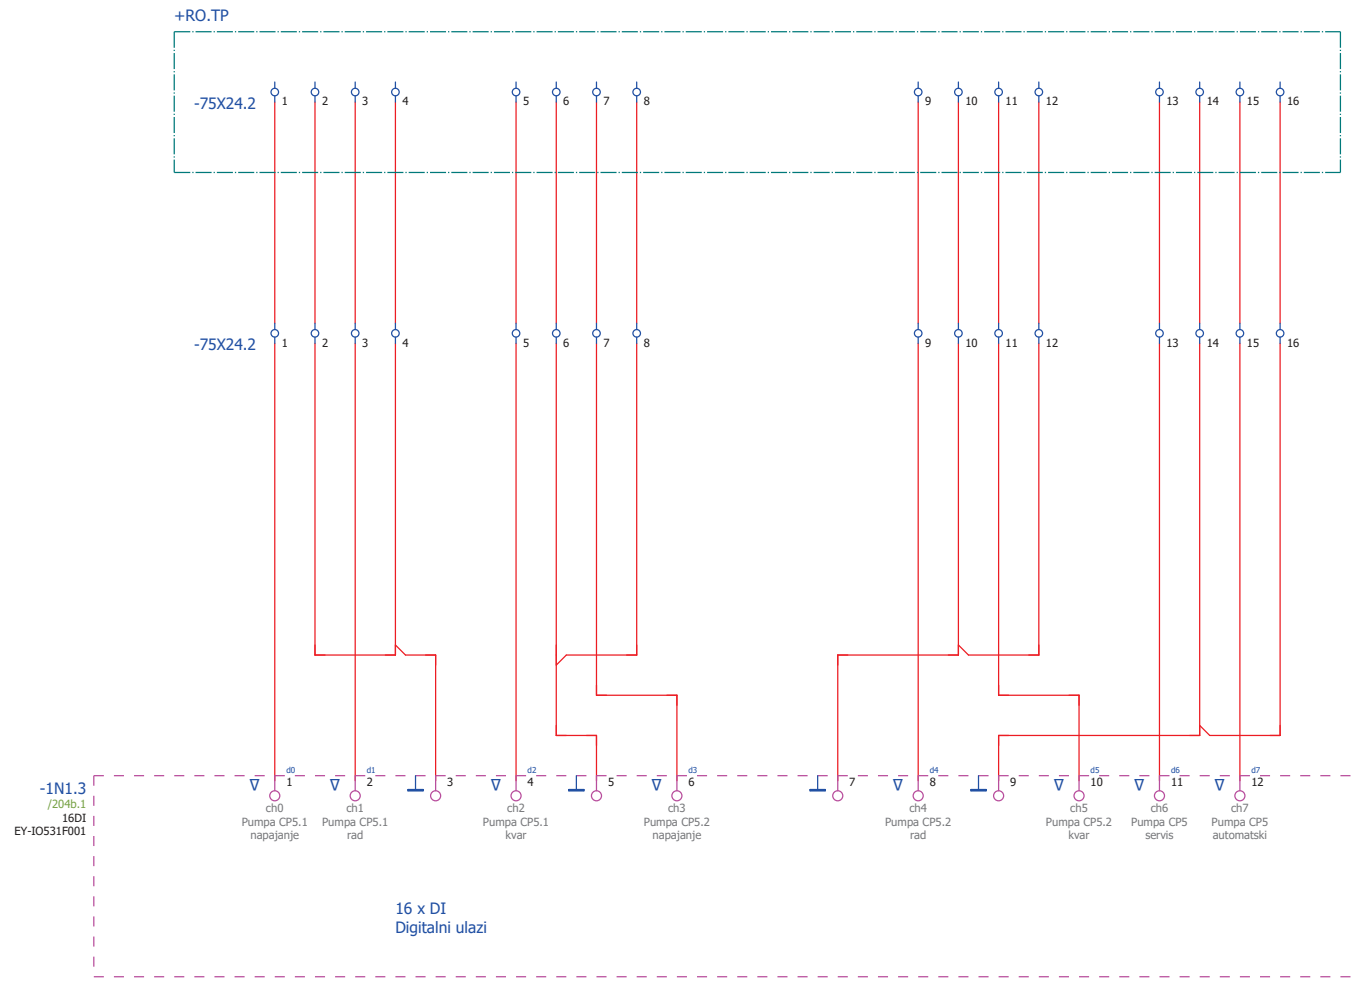 +RO.TP
-75X24.2 1 2 3 4 5 6 7 8 9 10 11 12 13 14 15 16
-75X24.2 1 2 3 4 5 6 7 8 9 10 11 12 13 14 15 16
d0 d1 d2 d3 d4 d5 d6 d7
1 2 3 4 5 6 7 8 9 10 11 12
-1N1.3
/204b.1
16DI
EY-IO531F001
ch0
Pumpa CP5.1
napajanje
ch1
Pumpa CP5.1
rad
ch2
Pumpa CP5.1
kvar
ch3
Pumpa CP5.2
napajanje
ch4
Pumpa CP5.2
rad
ch5
Pumpa CP5.2
kvar
ch6
Pumpa CP5
servis
ch7
Pumpa CP5
automatski
16 x DI
Digitalni ulazi